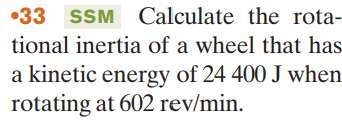 •33 SSM Calculate the rota-
tional inertia of a wheel that has
a kinetic energy of 24 400 J when
rotating at 602 rev/min.